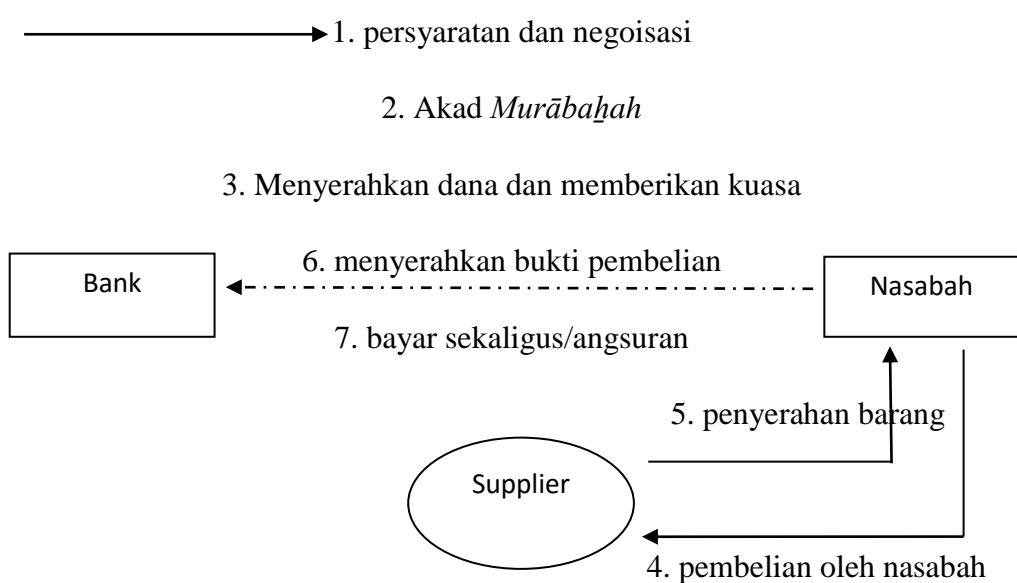 1. persyaratan dan negoisasi
2. Akad Murābaẖah
3. Menyerahkan dana dan memberikan kuasa
6. menyerahkan bukti pembelian
Bank
Nasabah
7. bayar sekaligus/angsuran
5. penyerahan barang
Supplier
4. pembelian oleh nasabah